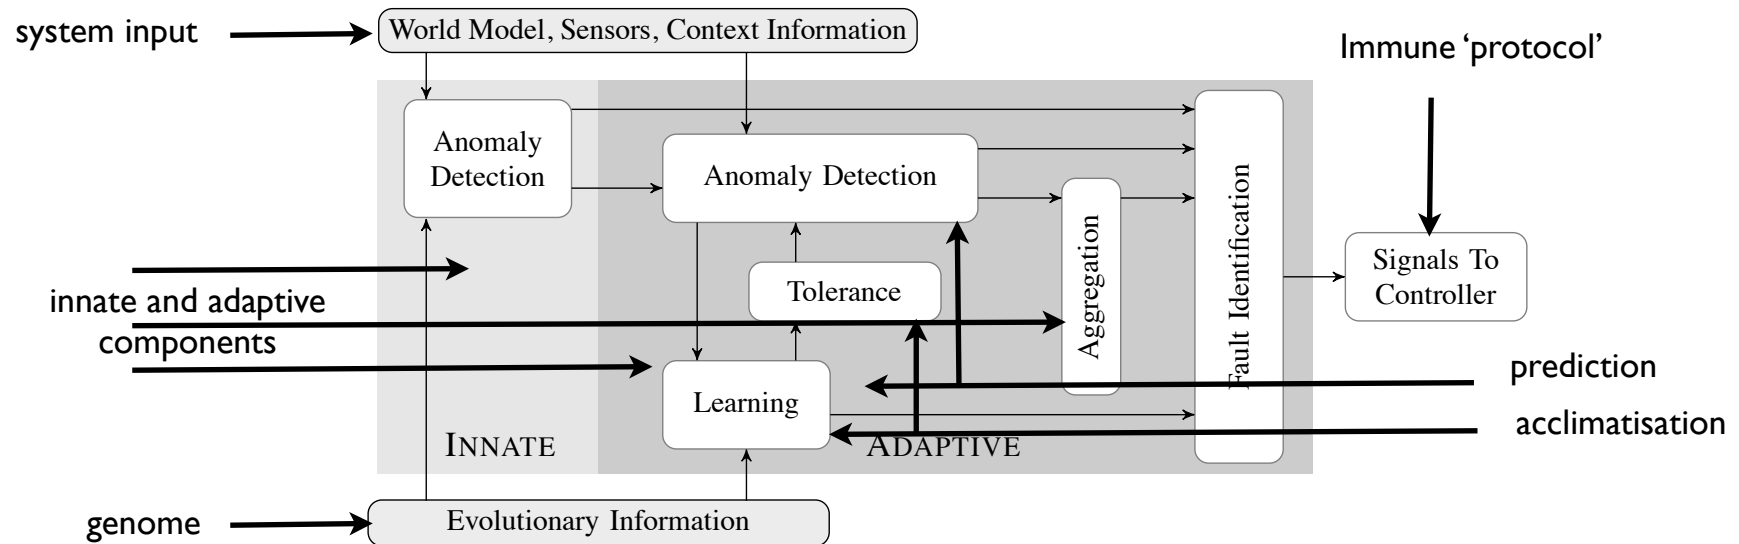 system input
World Model, Sensors, Context Information
Immune ‘protocol’
Anomaly
Detection
Anomaly Detection
Aggregation
Fault Identification
Signals To
Controller
innate and adaptive
components
Tolerance
Learning
prediction
acclimatisation
INNATE
ADAPTIVE
genome
Evolutionary Information